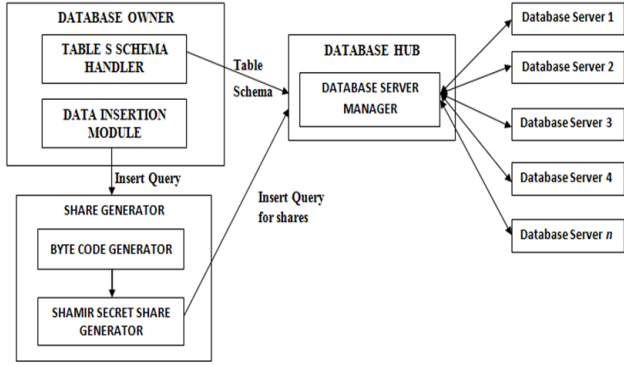 DATABASE OWNER
TABLE S SCHEMA
HANDLER
DATA INSERTION
MODULE
Insert Query
SHARE GENERATOR
BYTE CODE GENERATOR
SHAMIR SECRET SHARE
GENERATOR
Table
Schema
Insert Query
for shares
DATABASE HUB
DATABASE SERVER
MANAGER
Database Server 1
Database Server 2
Database Server 3
Database Server 4
Database Server n